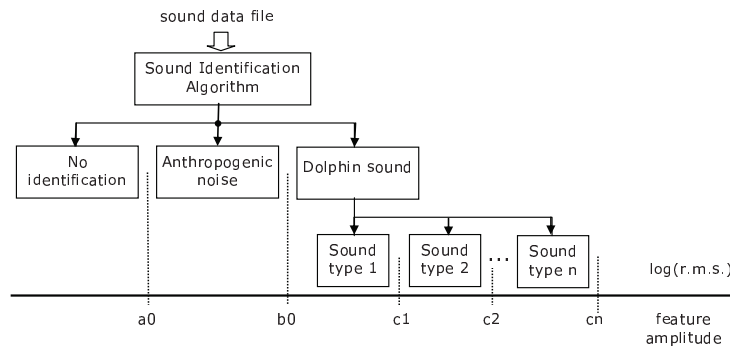 sound data file
Sound Identification
Algorithm
No
identification
Anthropogenic
noise
Dolphin sound
Sound
type 1
Sound
type 2
...
Sound
type n
log(r.m.s.)
a0
b0
c1
c2
cn
feature
amplitude